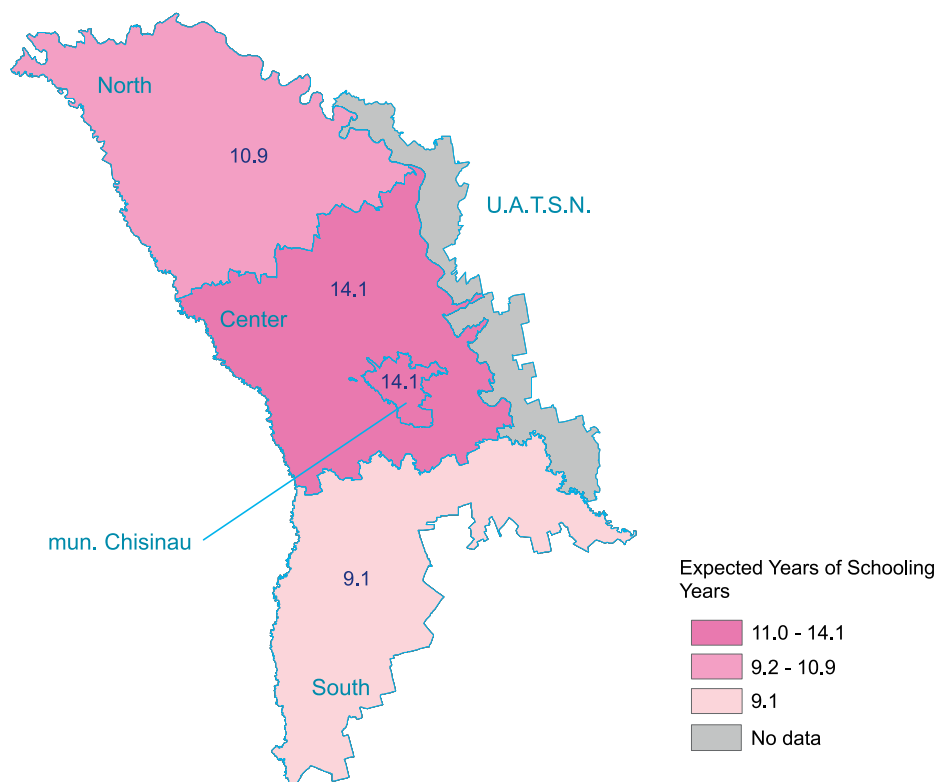 North
10.9
U.A.T.S.N.
14.1
Center
14.1
mun. Chisinau
9.1
South
Expected Years of Schooling
Years
11.0 - 14.1
9.2 - 10.9
9.1
No data